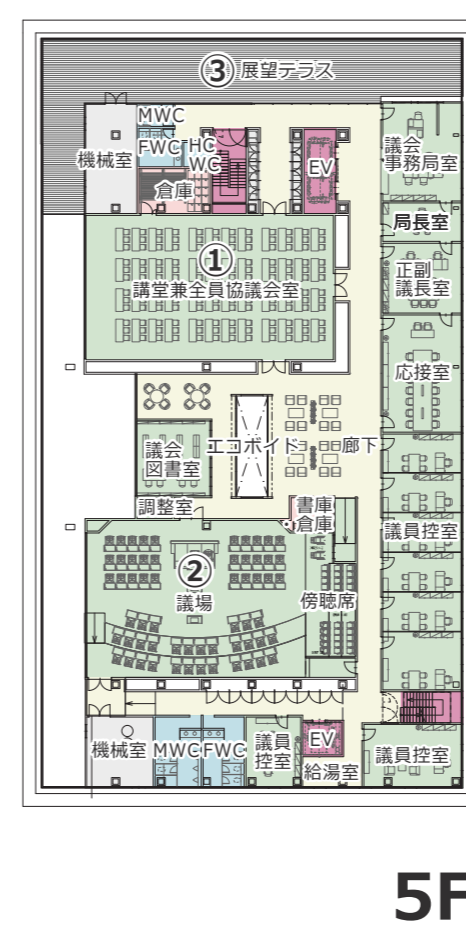 ③ 展望テラス
MWC
FWC
HC
WC
機械室
倉庫
EV
議会
事務局室
局長室
①
講堂兼全員協議会室
正副
議長室
応接室
エコボイド
廊下
議会
図書室
調整室
書庫
倉庫
議員控室
②
議場
傍聴席
機械室
MWC
FWC
議員
控室
EV
給湯室
議員控室
5F